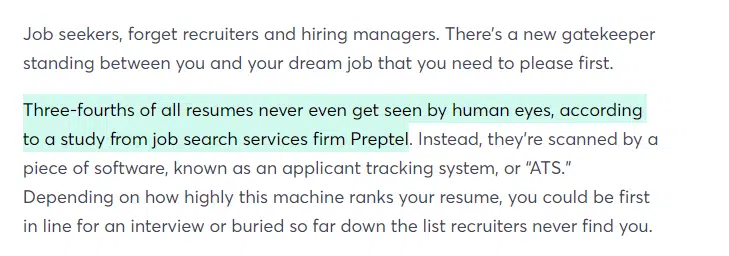 Job seekers, forget recruiters and hiring managers. There's a new gatekeeper
standing between you and your dream job that you need to please first.
Three-fourths of all resumes never even get seen by human eyes, according
to a study from job search services firm Preptel. Instead, they're scanned by a
piece of software, known as an applicant tracking system, or "ATS."
Depending on how highly this machine ranks your resume, you could be first
in line for an interview or buried so far down the list recruiters never find you.